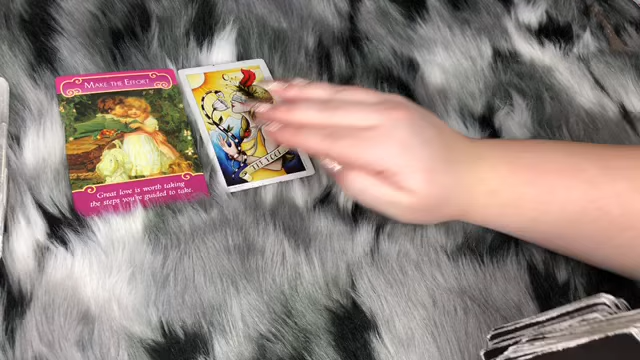 MAKE THE EFFORT
Great love is worth taking
the steps you're guided to take.